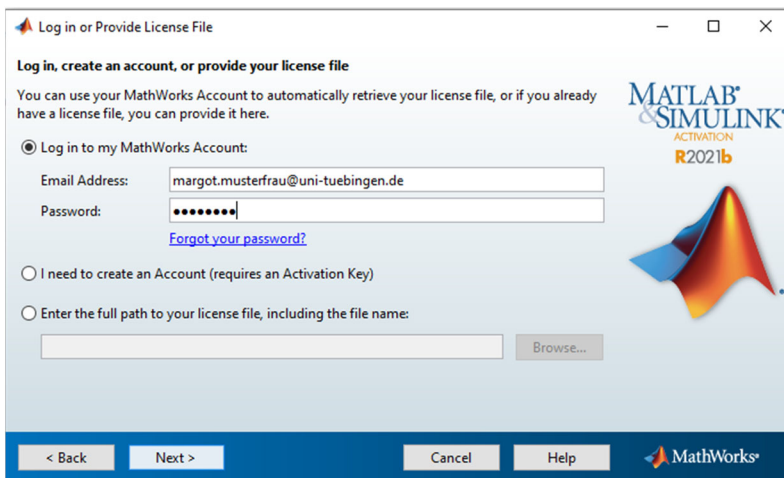 Log in or Provide License File
Log in, create an account, or provide your license file
You can use your MathWorks Account to automatically retrieve your license file, or if you already
have a license file, you can provide it here.
Log in to my MathWorks Account:
Email Address: margot.musterfrau@uni-tuebingen.de
Password: ••••••••
Forgot your password?
I need to create an Account (requires an Activation Key)
Enter the full path to your license file, including the file name:
Browse...
MATLAB®
&SIMULINK®
ACTIVATION
R2021b
< Back Next > Cancel Help MathWorks®